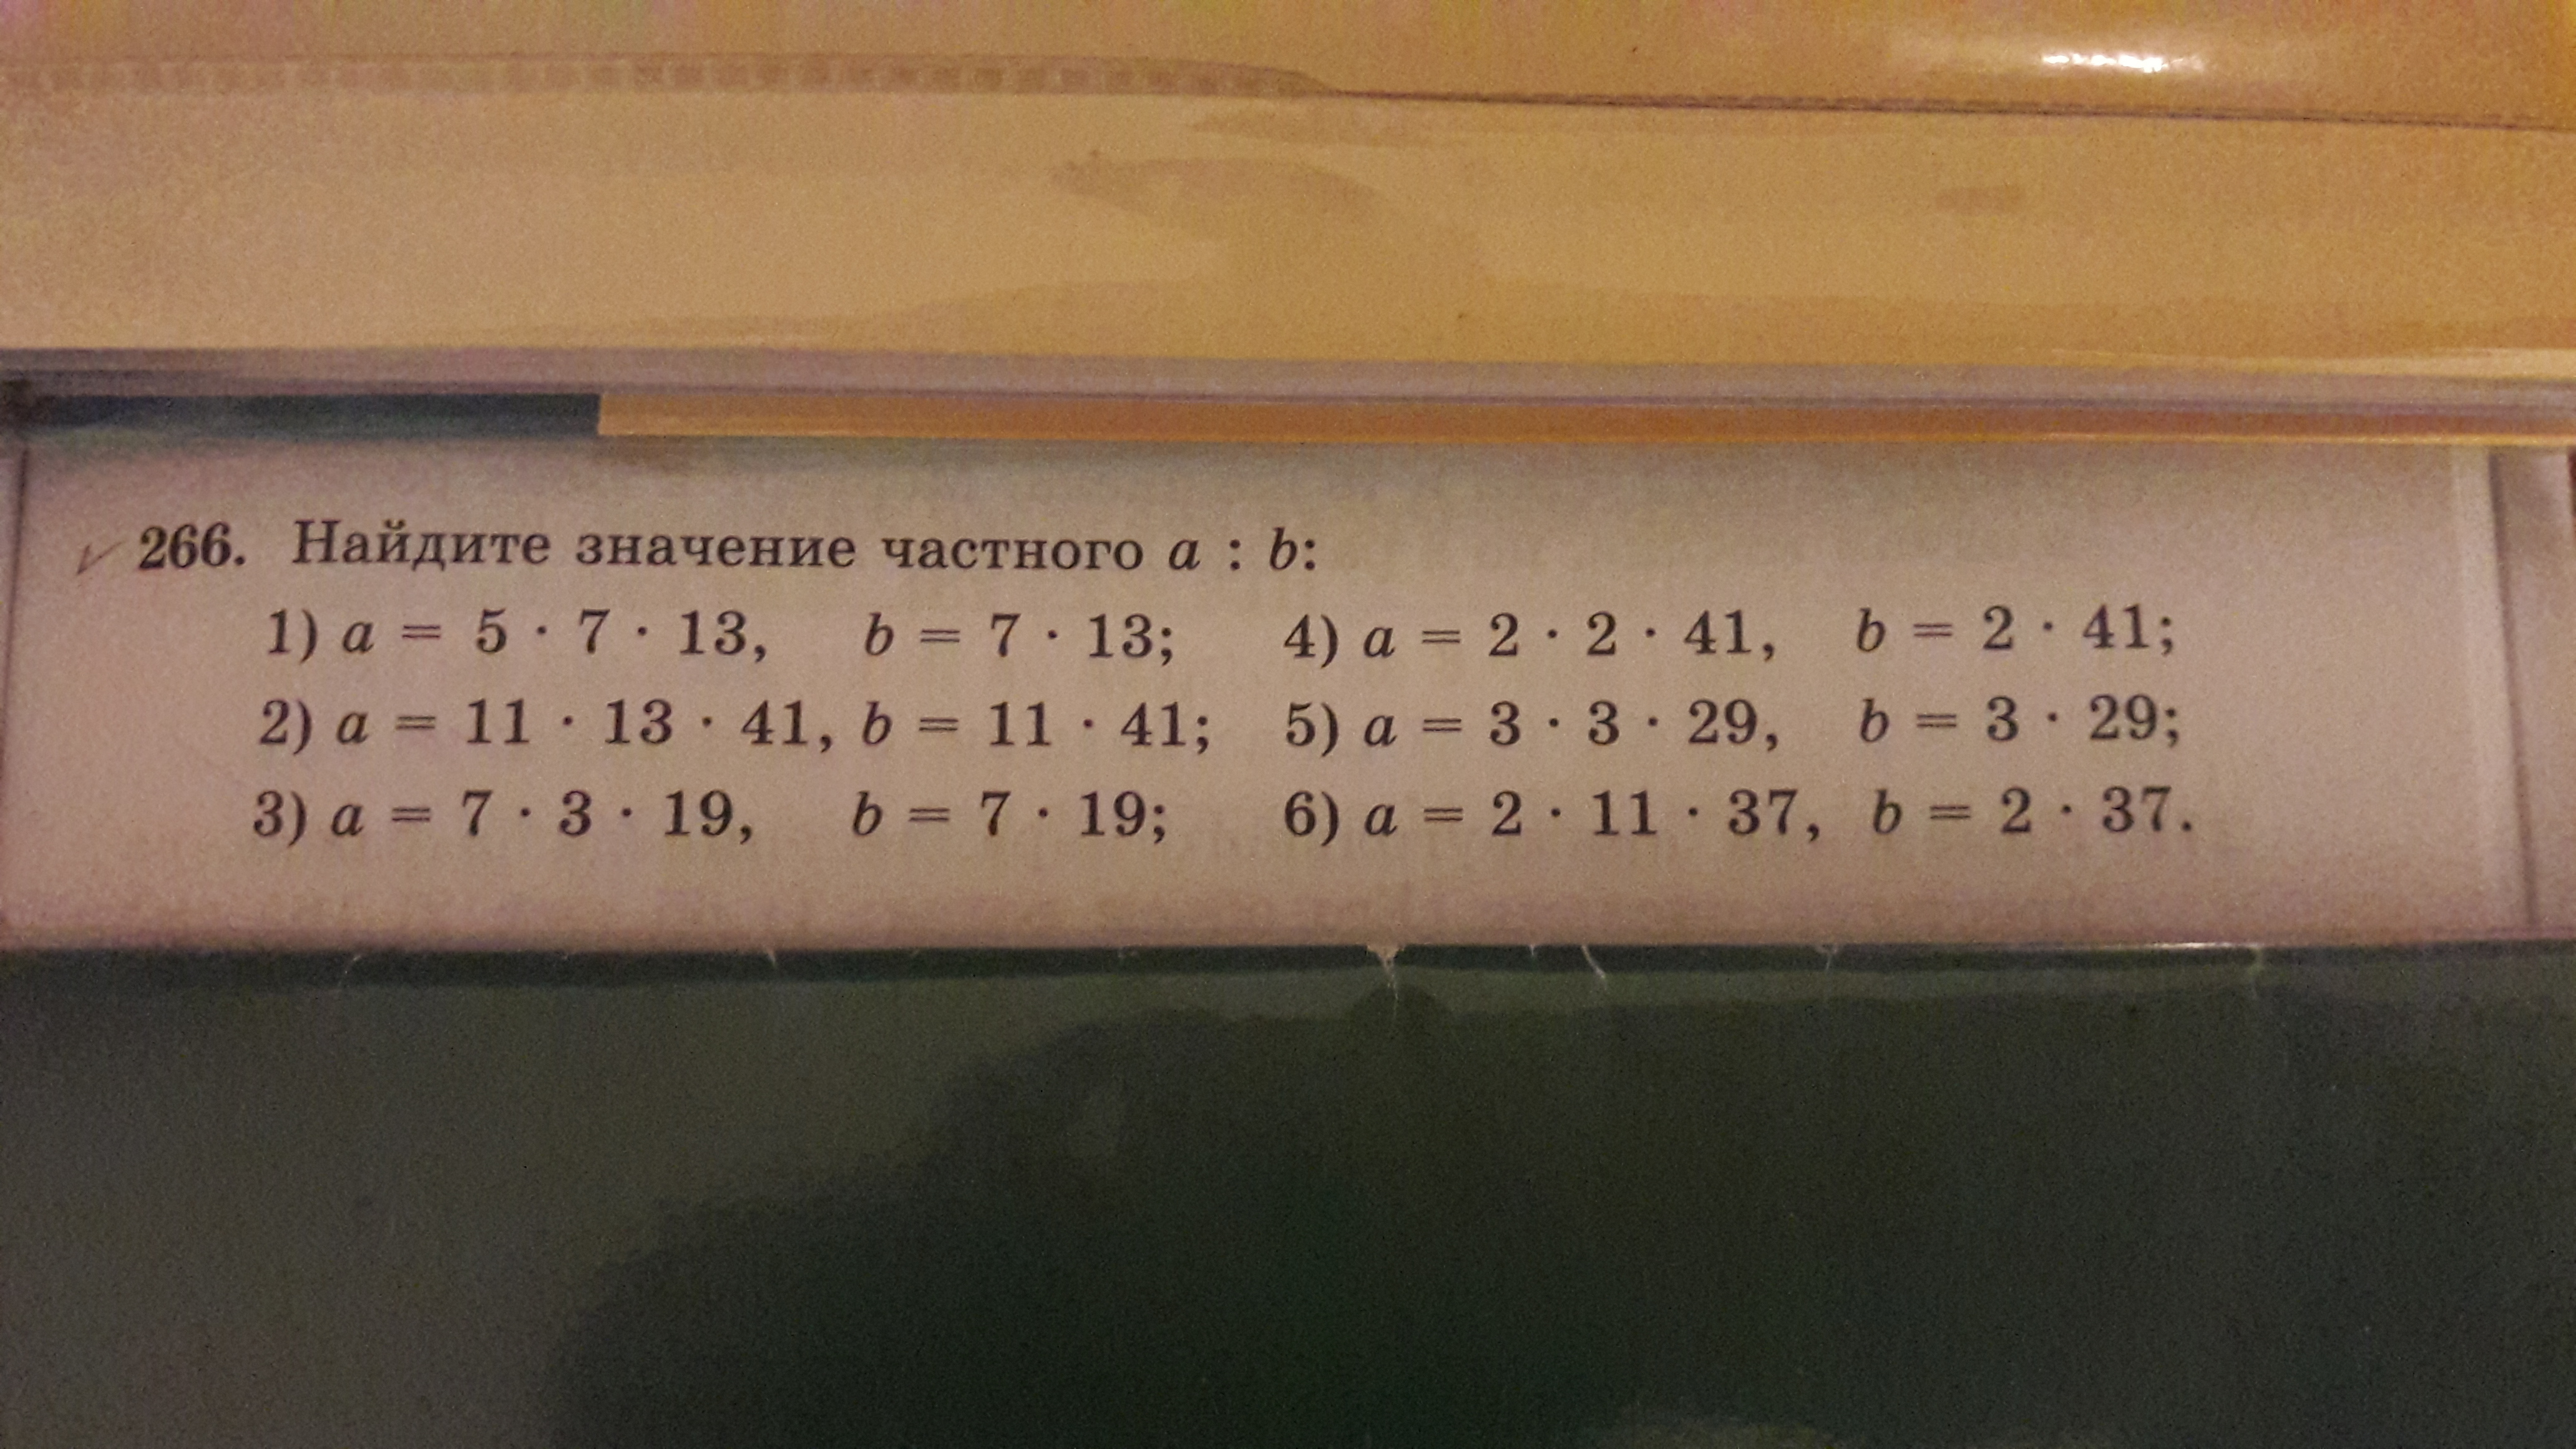 266. Найдите значение частного a : b:
1) a = 5 · 7 · 13, b = 7 · 13; 4) a = 2 · 2 · 41, b = 2 · 41;
2) a = 11 · 13 · 41, b = 11 · 41; 5) a = 3 · 3 · 29, b = 3 · 29;
3) a = 7 · 3 · 19, b = 7 · 19; 6) a = 2 · 11 · 37, b = 2 · 37.